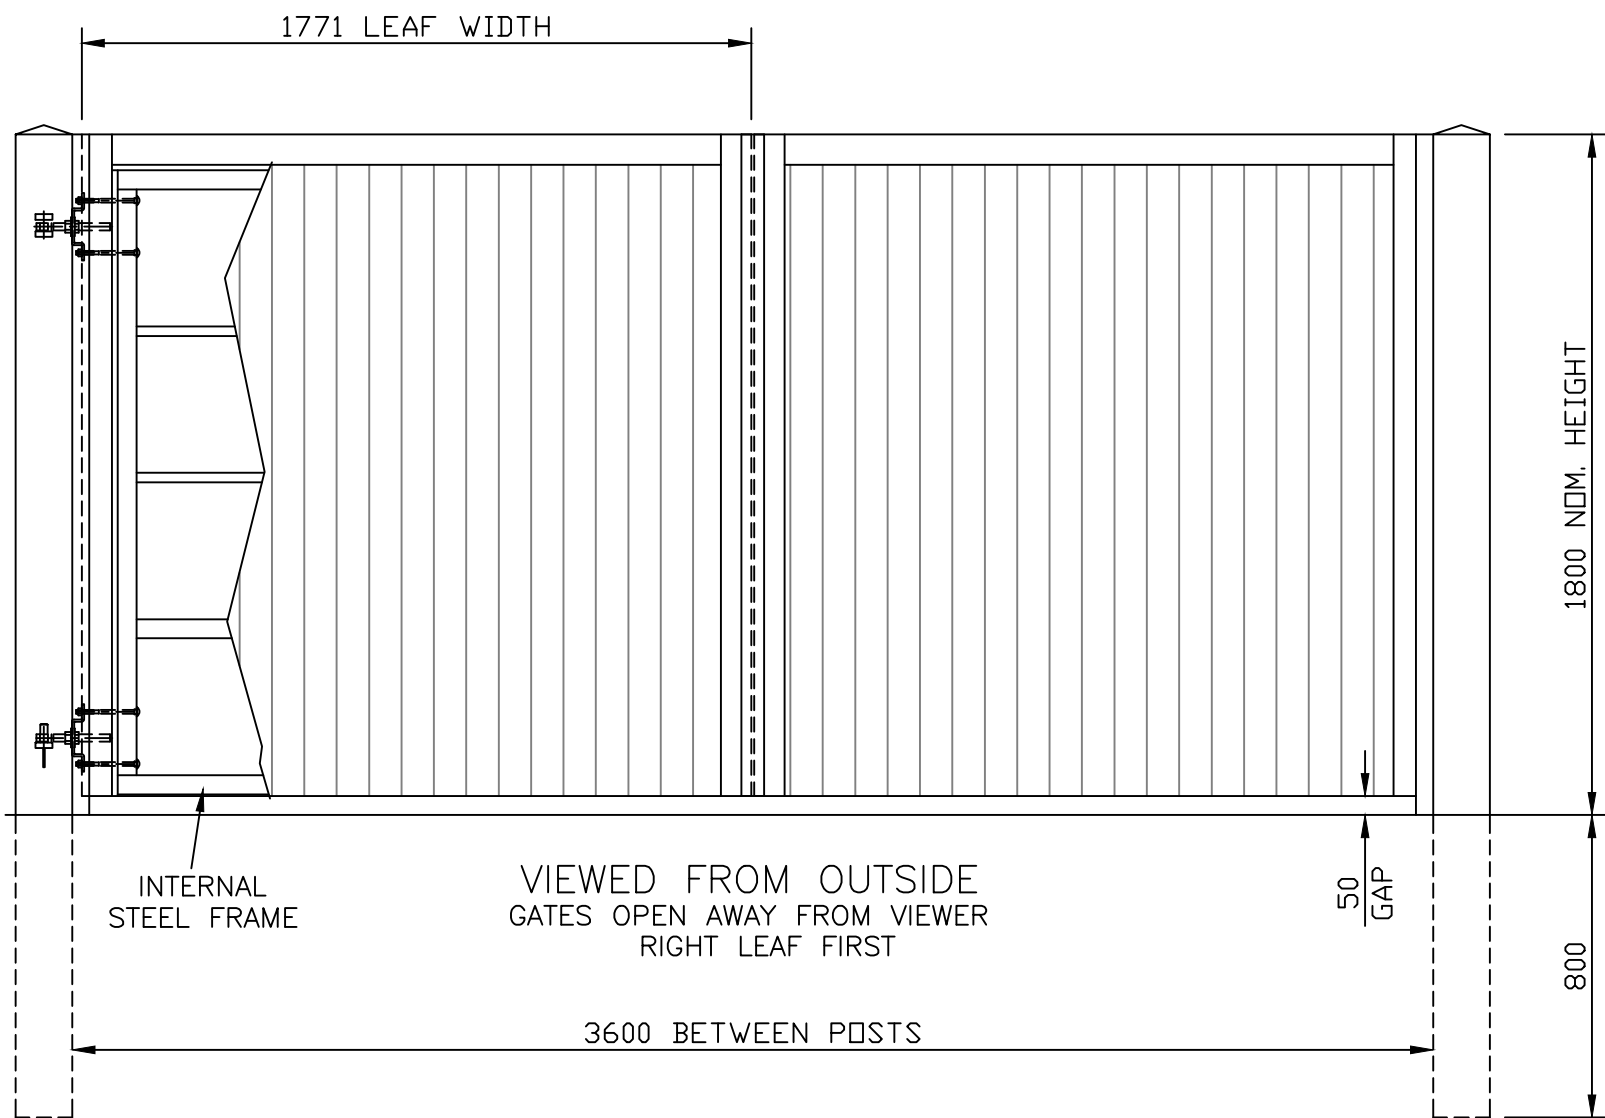 1771 LEAF WIDTH
1800 NOM. HEIGHT
INTERNAL
STEEL FRAME
VIEWED FROM OUTSIDE
GATES OPEN AWAY FROM VIEWER
RIGHT LEAF FIRST
50
GAP
800
3600 BETWEEN POSTS